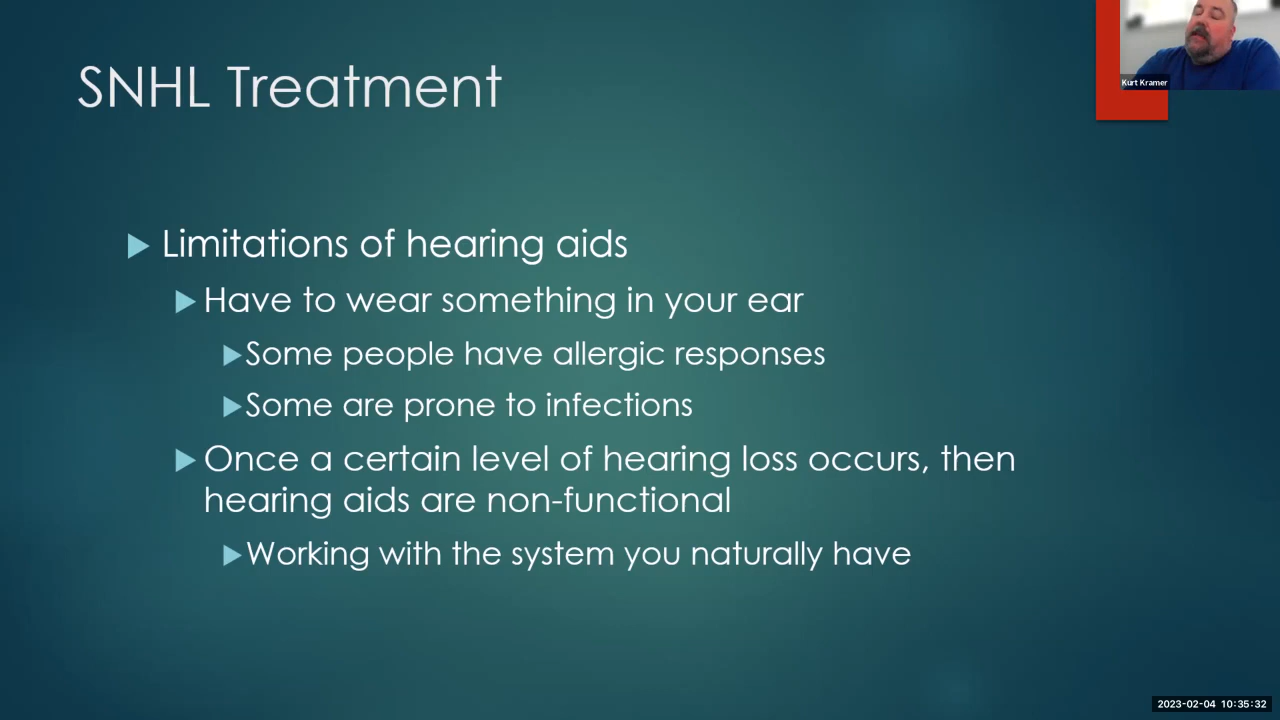 SNHL Treatment
Kurt Kramer
Limitations of hearing aids
Have to wear something in your ear
Some people have allergic responses
Some are prone to infections
Once a certain level of hearing loss occurs, then
hearing aids are non-functional
Working with the system you naturally have
2023-02-04 10:35:32